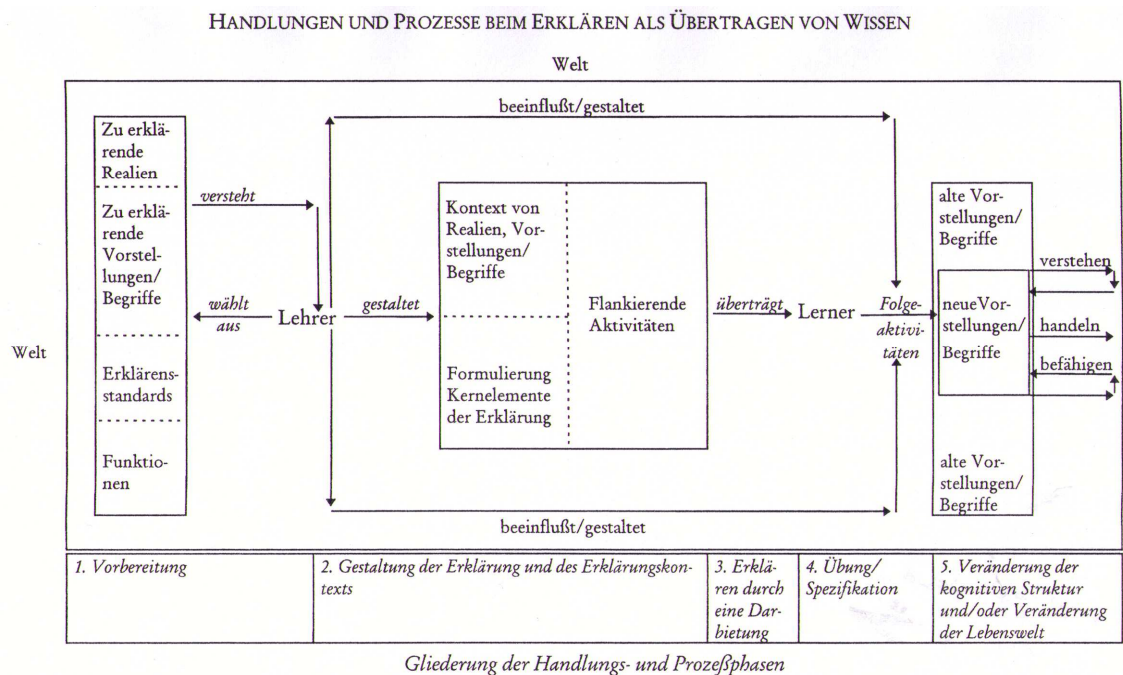 HANDLUNGEN UND PROZESSE BEIM ERKLÄREN ALS ÜBERTRAGEN VON WISSEN
Welt
Welt
beeinflußt/gestaltet
Zu erklä-
rende
Realien
Zu erklä-
rende
Vorstel-
lungen/
Begriffe
Erklärens-
standards
Funktio-
nen
versteht
wählt
aus
Lehrer
gestaltet
Kontext von
Realien, Vor-
stellungen/
Begriffe
Formulierung
Kernelemente
der Erklärung
Flankierende
Aktivitäten
überträgt
Lerner
Folge-
aktivi-
täten
alte Vor-
stellungen/
Begriffe
neueVor-
stellungen/
Begriffe
alte Vor-
stellungen/
Begriffe
verstehen
handeln
befähigen
beeinflußt/gestaltet
1. Vorbereitung
2. Gestaltung der Erklärung und des Erklärungskon-
texts
3. Erklä-
ren durch
eine Dar-
bietung
4. Übung/
Spezifikation
5. Veränderung der
kognitiven Struktur
und/oder Veränderung
der Lebenswelt
Gliederung der Handlungs- und Prozeßphasen